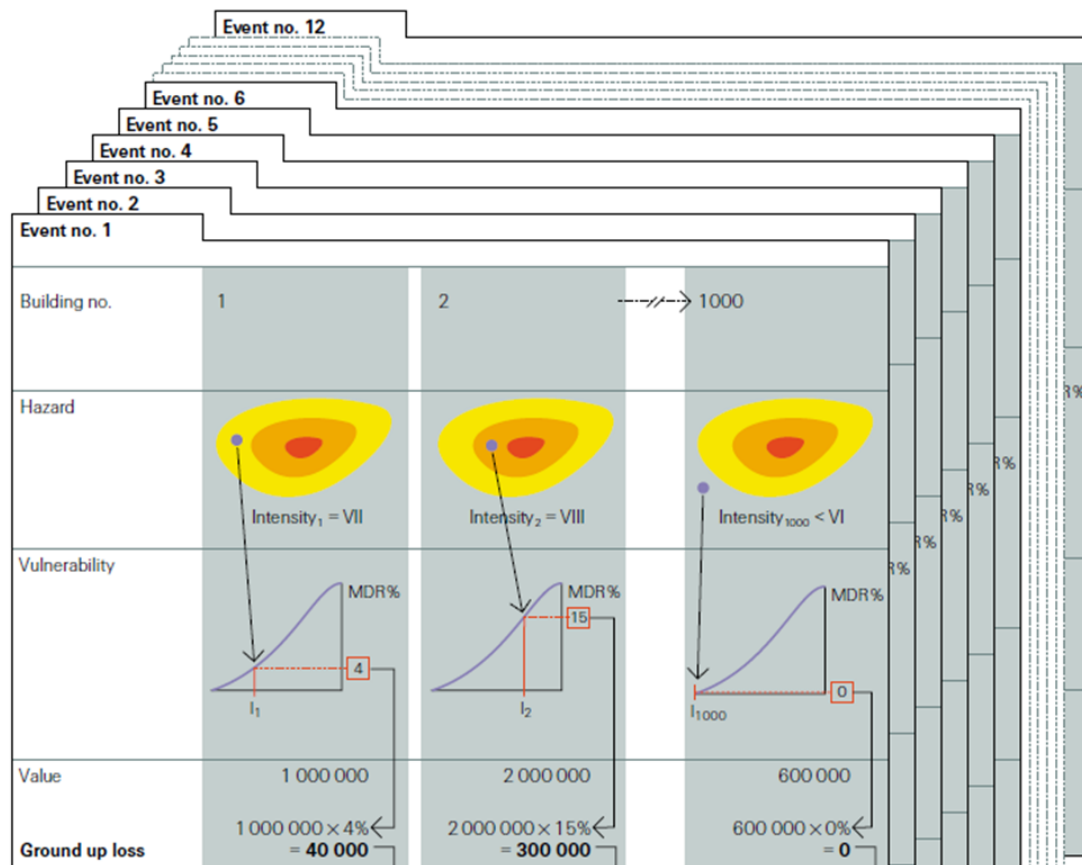 Event no. 12
Event no. 6
Event no. 5
Event no. 4
Event no. 3
Event no. 2
Event no. 1
Building no. 1 2 1000
Hazard
Intensity₁ = VII Intensity₂ = VIII Intensity₁₀₀₀ < VI
Vulnerability
MDR% MDR% MDR%
4 15 0
I₁ I₂ I₁₀₀₀
Value 1 000 000 2 000 000 600 000
1 000 000 × 4% 2 000 000 × 15% 600 000 × 0%
Ground up loss = 40 000 = 300 000 = 0
R%
R%
R%
R%
R%
R%